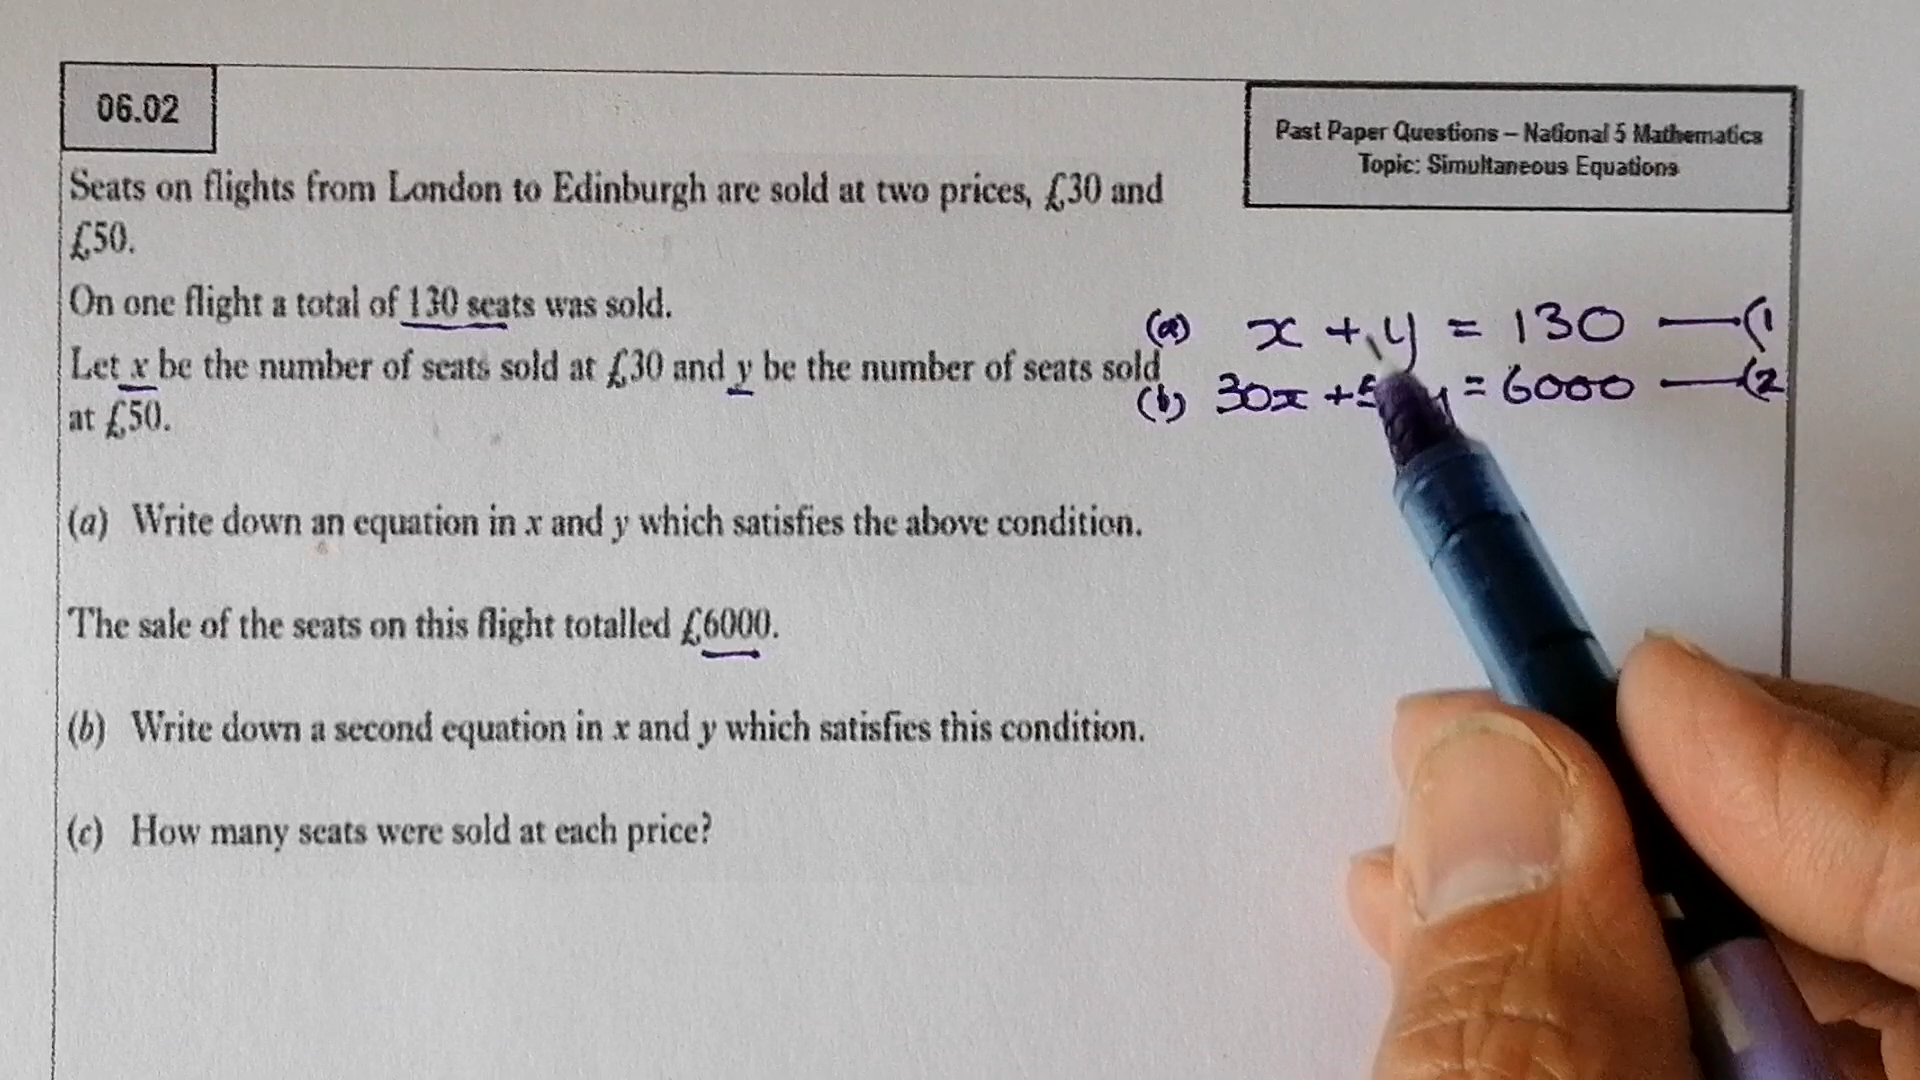 06.02
Past Paper Questions – National 5 Mathematics
Topic: Simultaneous Equations
Seats on flights from London to Edinburgh are sold at two prices, £30 and
£50.
On one flight a total of 130 seats was sold.
Let x be the number of seats sold at £30 and y be the number of seats sold
at £50.
(a) x + y = 130 —(1
(b) 30x + 5 y = 6000 —(2
(a) Write down an equation in x and y which satisfies the above condition.
The sale of the seats on this flight totalled £6000.
(b) Write down a second equation in x and y which satisfies this condition.
(c) How many seats were sold at each price?